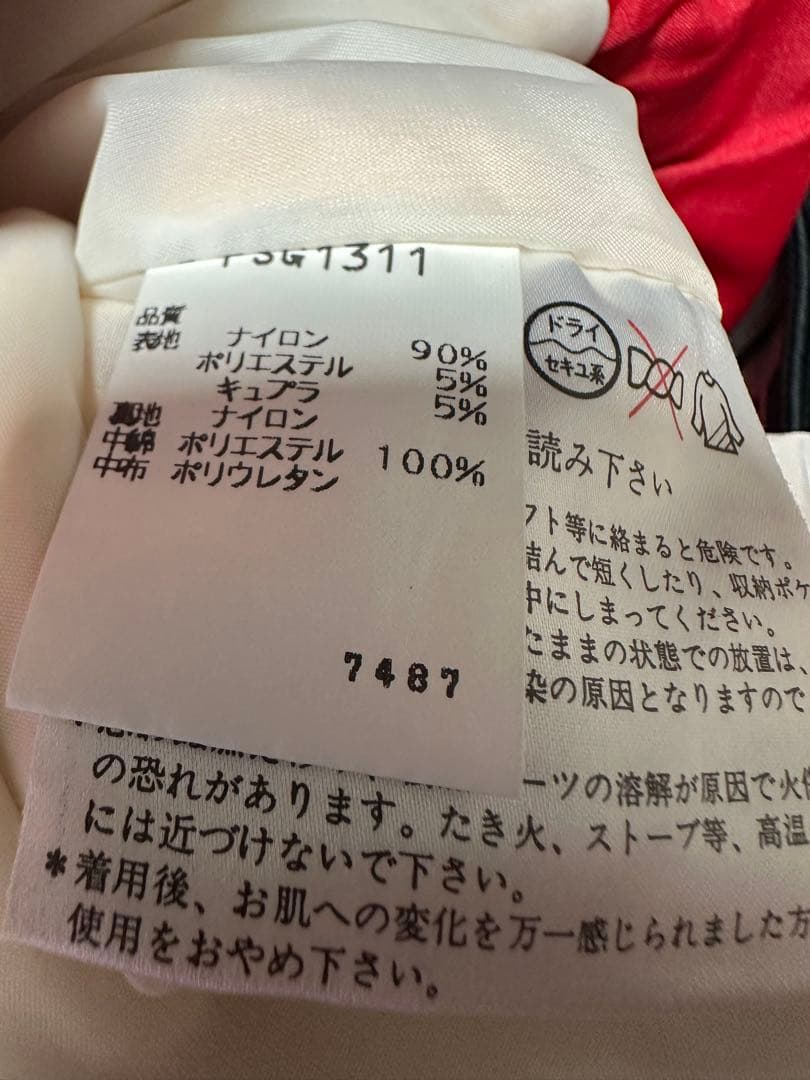 PSG1311
品質
表地 ナイロン 90%
ポリエステル 5%
キュプラ 5%
裏地 ナイロン
中綿 ポリエステル 100%
中布 ポリウレタン
7487
ドライ
セキユ系
読み下さい
フト等に絡まると危険です。
詰んで短くしたり、収納ポケ
中にしまってください。
たままの状態での放置は、
染の原因となりますので
ーツの溶解が原因で火傷
の恐れがあります。たき火、ストーブ等、高温
には近づけないで下さい。
*着用後、お肌への変化を万一感じられました方
使用をおやめ下さい。